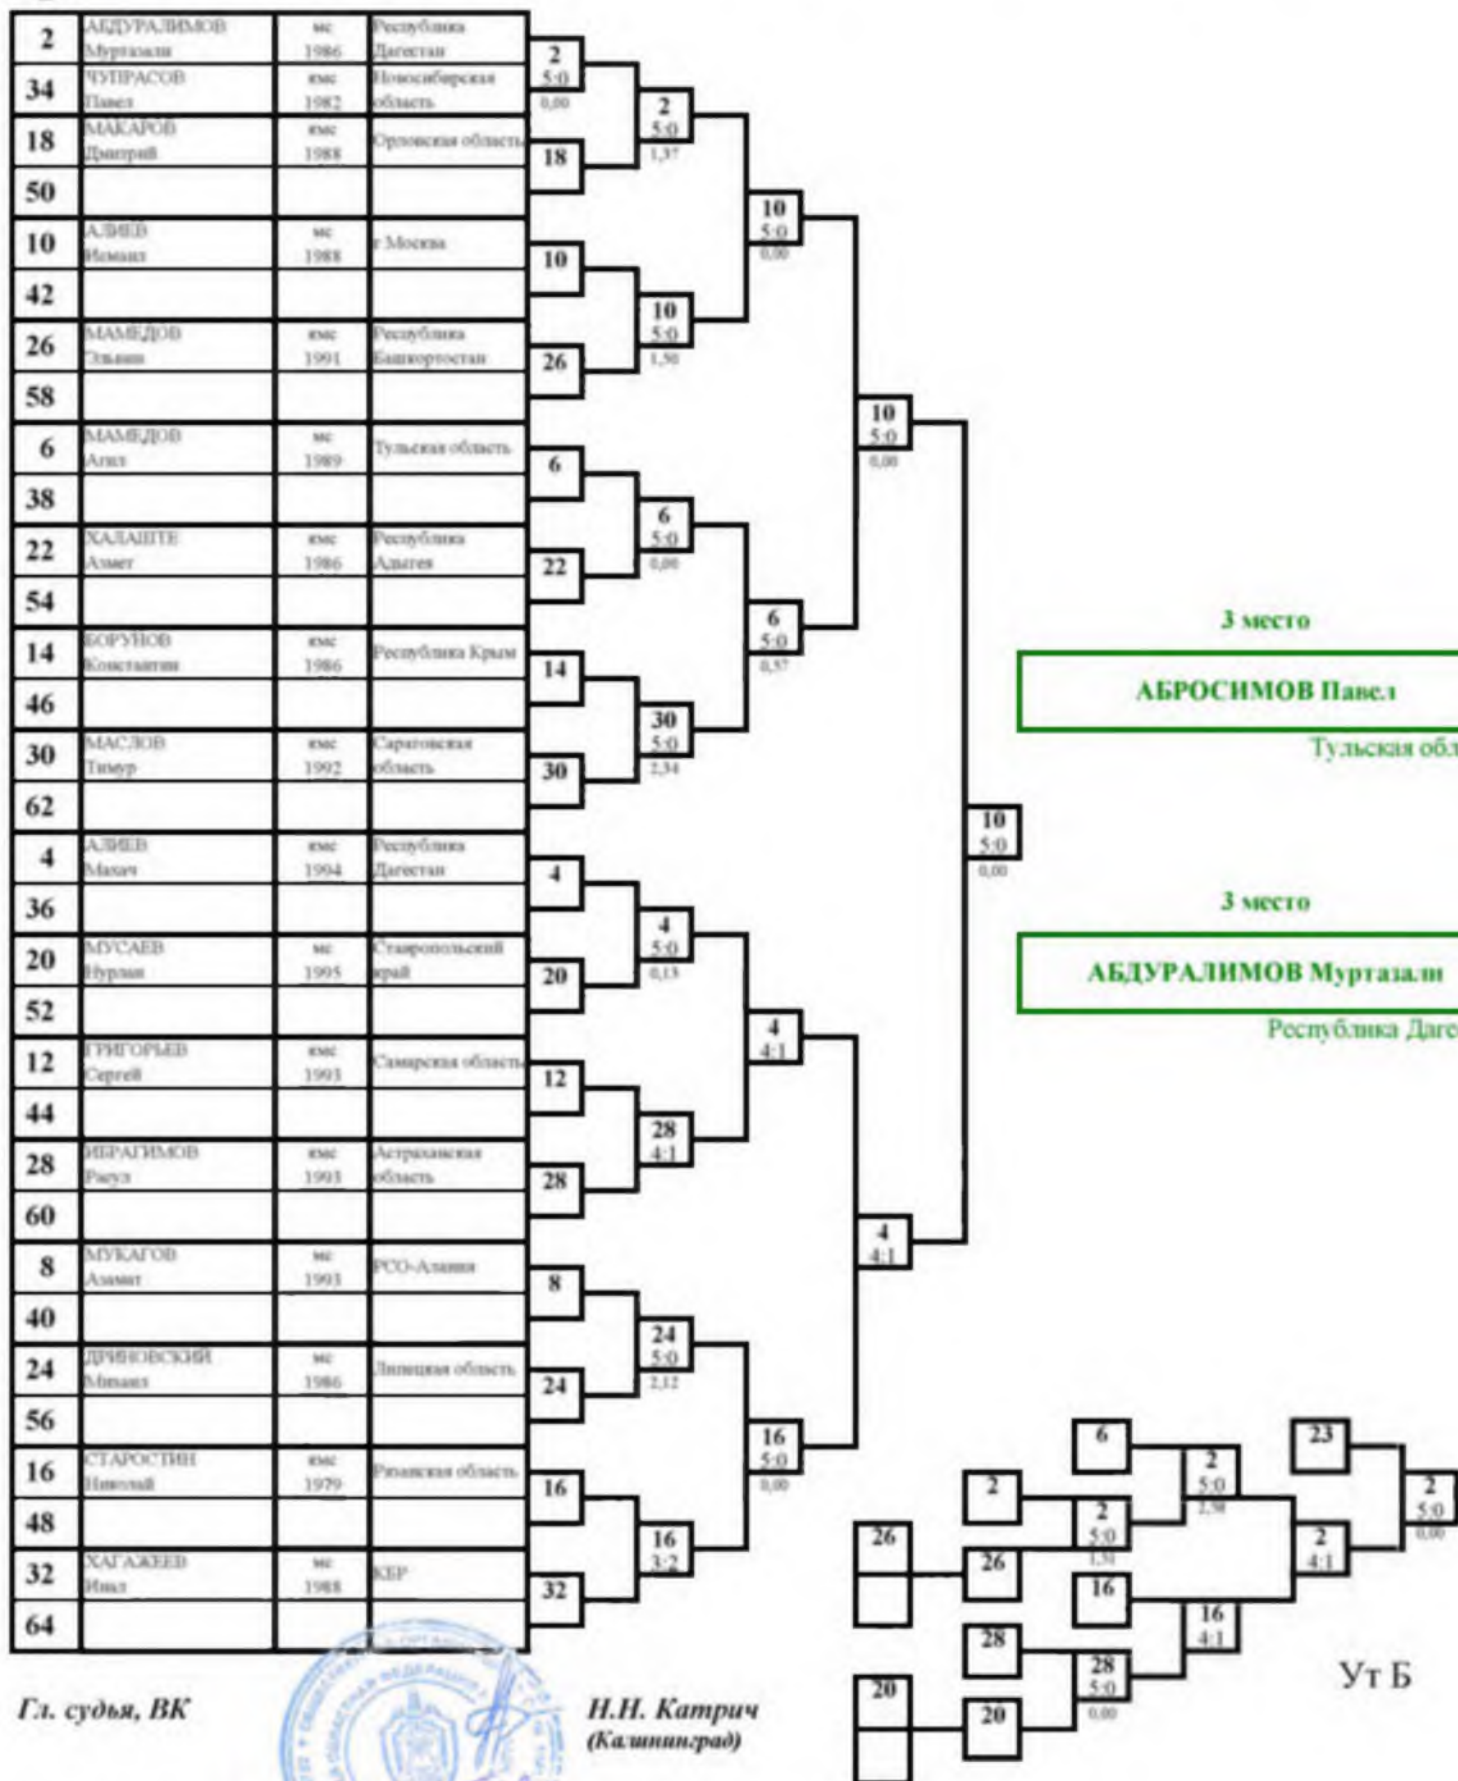 2 АБДУРАЛИМОВ мс Республика
Муртазали 1986 Дагестан
34 ЧУПРАСОВ кмс Новосибирская
Павел 1982 область
18 МАКАРОВ кмс Орловская область
Дмитрий 1988
50
10 АЛИЕВ мс г Москва
Исмаил 1988
42
26 МАМЕДОВ кмс Республика
Эльвин 1991 Башкортостан
58
6 МАМЕДОВ мс Тульская область
Агил 1989
38
22 ХАЛАШТЕ кмс Республика
Азмет 1986 Адыгея
54
14 БОРУНОВ кмс Республика Крым
Константин 1986
46
30 МАСЛОВ кмс Саратовская
Тимур 1992 область
62
4 АЛИЕВ кмс Республика
Махач 1994 Дагестан
36
20 МУСАЕВ мс Ставропольский
Нурлан 1995 край
52
12 ГРИГОРЬЕВ кмс Самарская область
Сергей 1993
44
28 ИБРАГИМОВ кмс Астраханская
Расул 1993 область
60
8 МУКАГОВ мс РСО-Алания
Азамат 1993
40
24 ДРИНОВСКИЙ мс Липецкая область
Михаил 1986
56
16 СТАРОСТИН кмс Рязанская область
Николай 1979
48
32 ХАГАЖЕЕВ мс КБР
Инал 1988
64
2
5:0
0,00
18
10
26
6
22
14
30
4
20
12
28
8
24
16
32
2
5:0
1,37
10
5:0
1,50
6
5:0
0,00
30
5:0
2,34
4
5:0
0,13
28
4:1
24
5:0
2,12
16
3:2
10
5:0
0,00
6
5:0
0,57
4
4:1
16
5:0
0,00
10
5:0
0,00
4
4:1
10
5:0
0,00
3 место
АБРОСИМОВ Павел
Тульская обл
3 место
АБДУРАЛИМОВ Муртазали
Республика Даге
26
20
2
26
28
20
6
2
5:0
1,51
16
28
5:0
0,00
2
5:0
2,58
16
4:1
23
2
4:1
2
5:0
0,00
Ут Б
Гл. судья, ВК
Н.Н. Катрич
(Калининград)